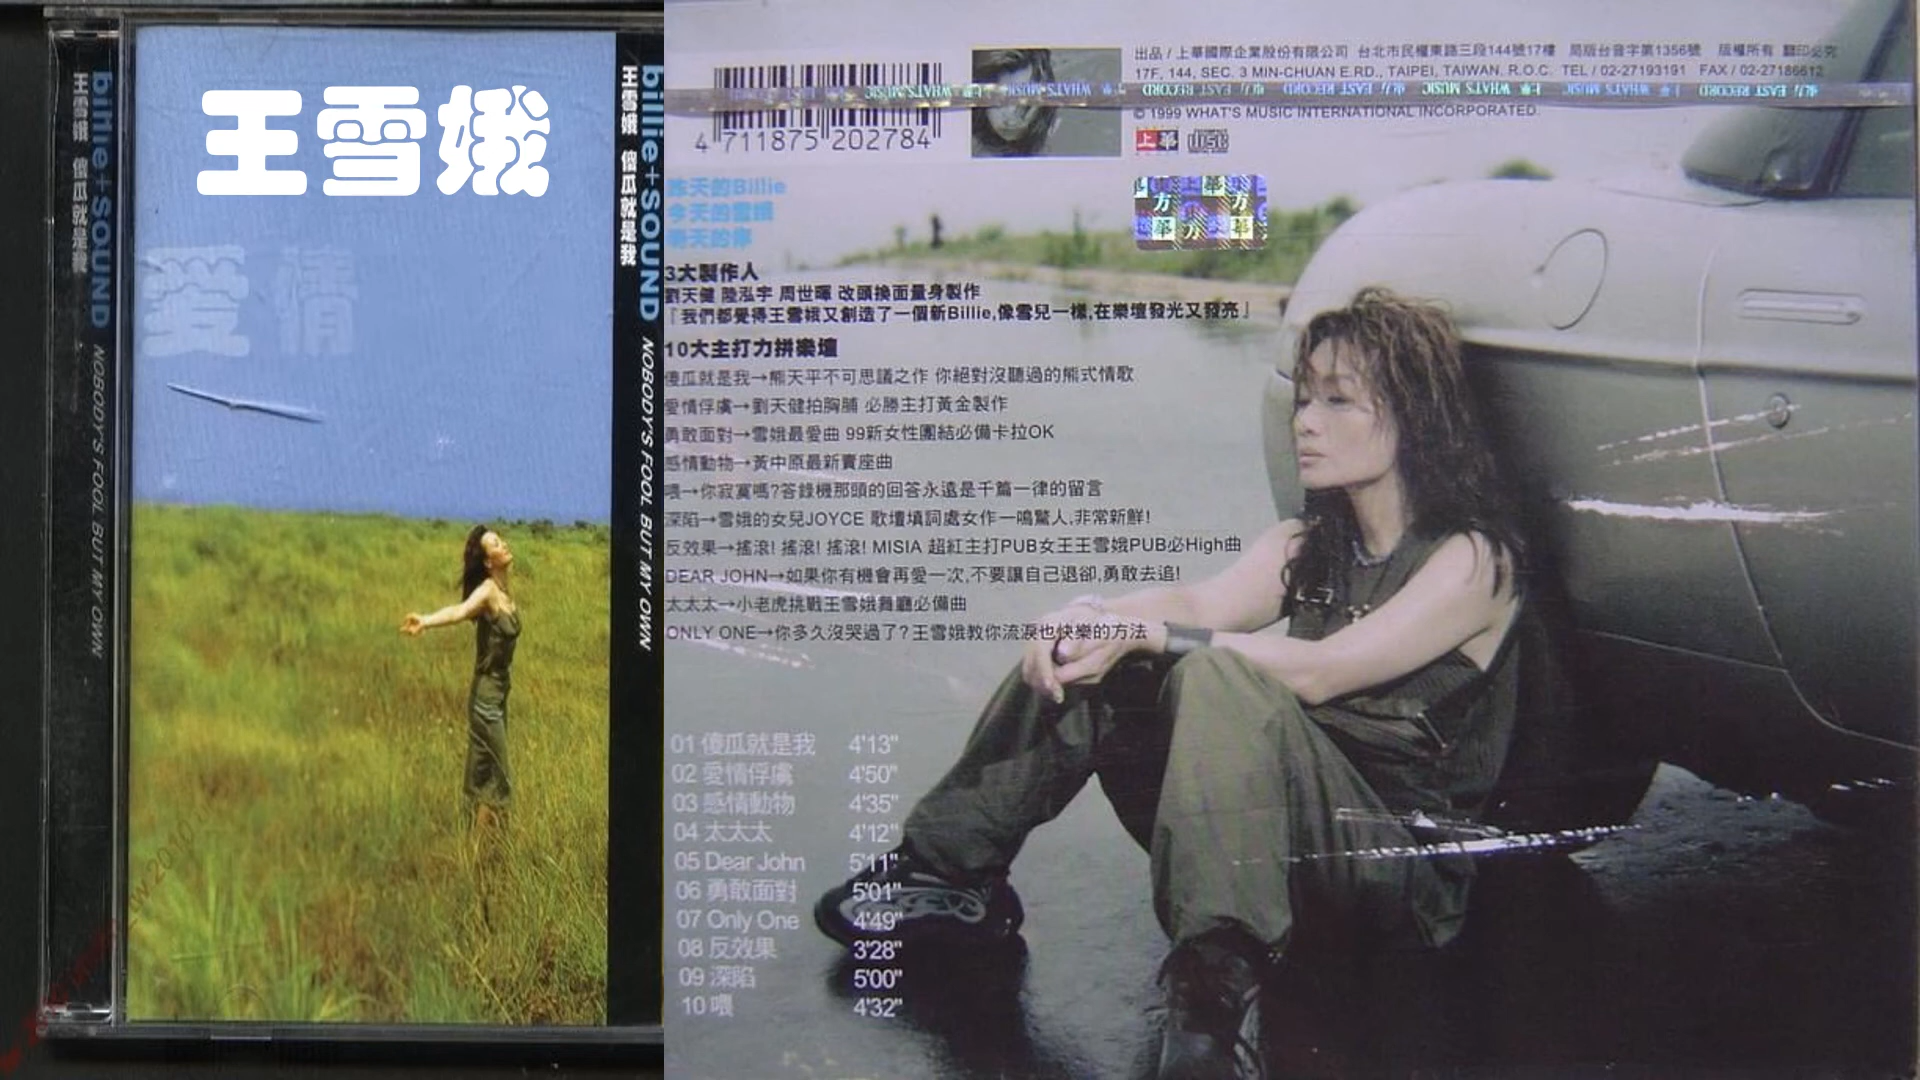 王雪娥 傻瓜就是我
billie+SOUND
NOBODY'S FOOL BUT MY OWN
王雪娥
愛情
王雪娥 傻瓜就是我
billie+SOUND
NOBODY'S FOOL BUT MY OWN
4 711875 202784
出品 / 上華國際企業股份有限公司 台北市民權東路三段144號17樓 局版台音字第1356號 版權所有 翻印必究
17F, 144, SEC. 3 MIN-CHUAN E.RD., TAIPEI, TAIWAN, R.O.C. TEL / 02-27193191 FAX / 02-27186612
WHAT'S MUSIC EAST RECORD
© 1999 WHAT'S MUSIC INTERNATIONAL INCORPORATED.
上華
昨天的Billie
今天的雪娥
3大製作人
劉天健 陸泓宇 周世暉 改頭換面量身製作
『我們都覺得王雪娥又創造了一個新Billie,像雪兒一樣,在樂壇發光又發亮』
10大主打力拼樂壇
傻瓜就是我→熊天平不可思議之作 你絕對沒聽過的熊式情歌
愛情俘虜→劉天健拍胸脯 必勝主打黃金製作
勇敢面對→雪娥最愛曲 99新女性團結必備卡拉OK
感情動物→黃中原最新賣座曲
喂→你寂寞嗎?答錄機那頭的回答永遠是千篇一律的留言
深陷→雪娥的女兒JOYCE 歌壇填詞處女作一鳴驚人,非常新鮮!
反效果→搖滾! 搖滾! 搖滾! MISIA 超紅主打PUB女王王雪娥PUB必High曲
DEAR JOHN→如果你有機會再愛一次,不要讓自己退卻,勇敢去追!
太太太→小老虎挑戰王雪娥舞廳必備曲
ONLY ONE→你多久沒哭過了? 王雪娥教你流淚也快樂的方法
01 傻瓜就是我 4'13"
02 愛情俘虜 4'50"
03 感情動物 4'35"
04 太太太 4'12"
05 Dear John 5'11"
06 勇敢面對 5'01"
07 Only One 4'49"
08 反效果 3'28"
09 深陷 5'00"
10 喂 4'32"